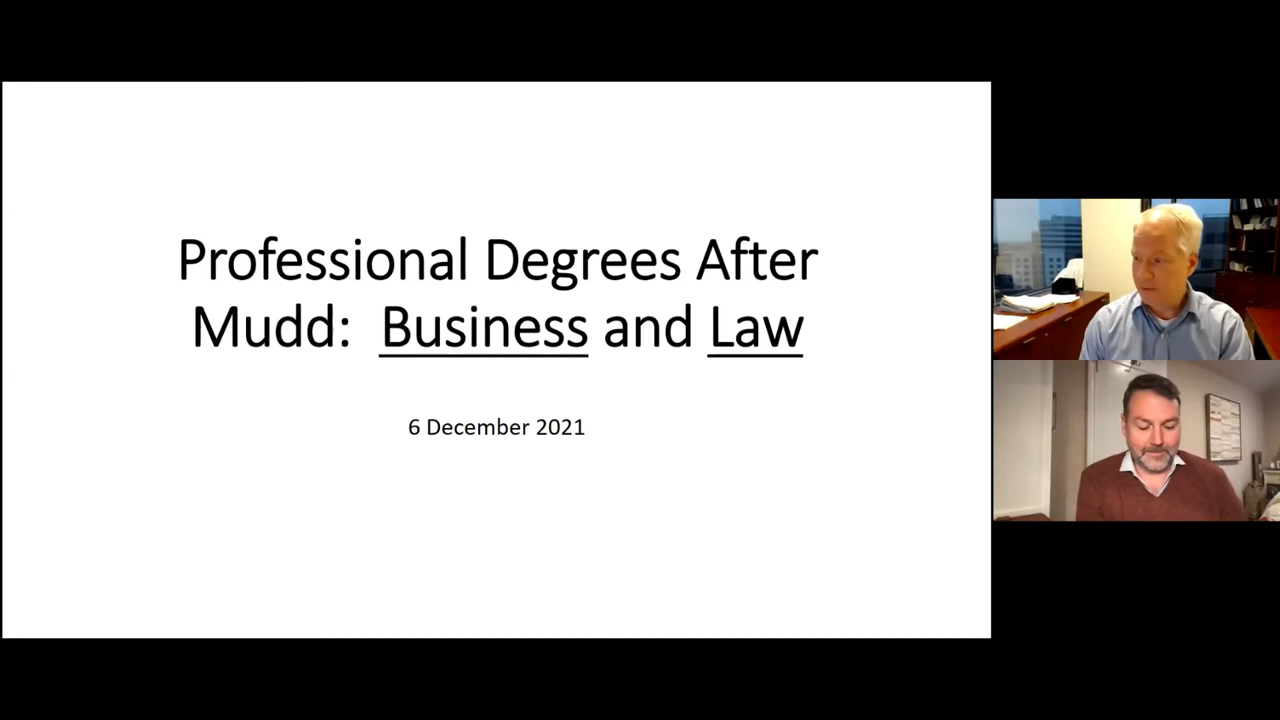 Professional Degrees After
Mudd: Business and Law
6 December 2021